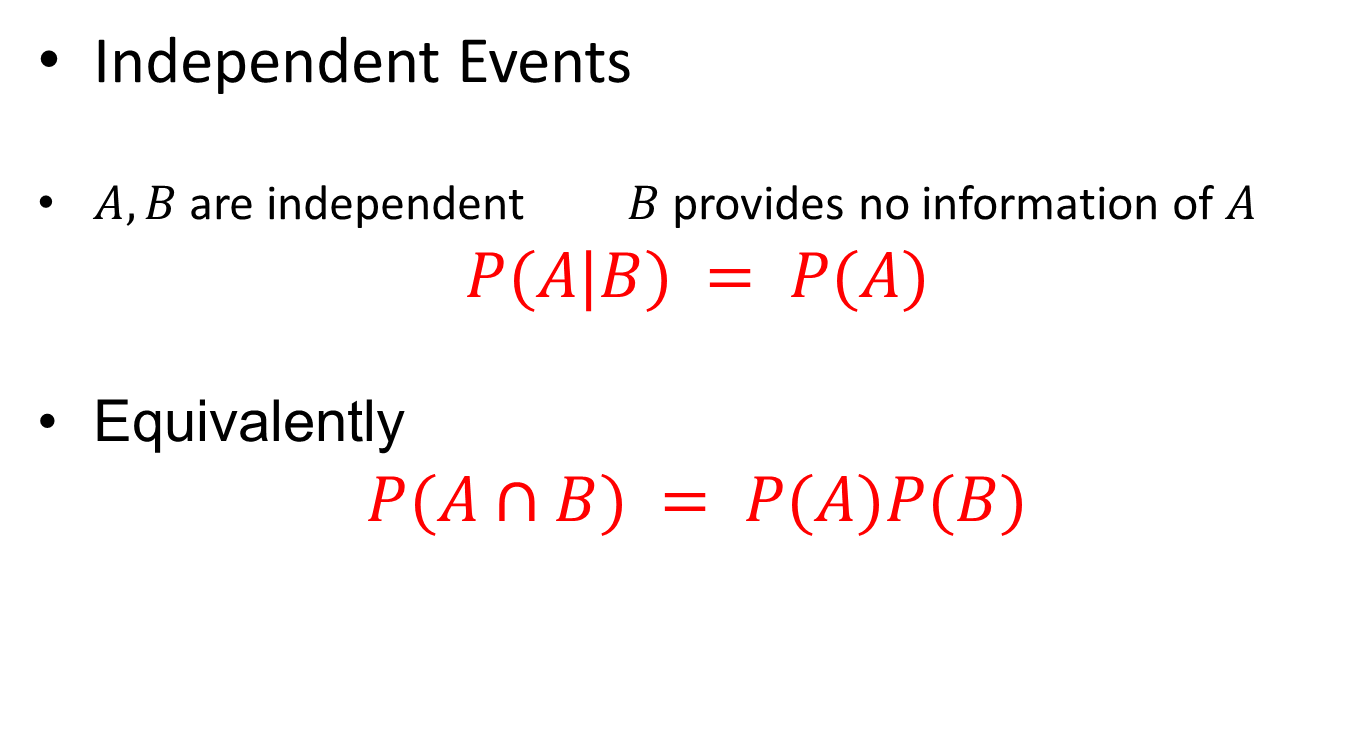 • Independent Events
• A, B are independent B provides no information of A
P(A|B) = P(A)
• Equivalently
P(A ∩ B) = P(A)P(B)